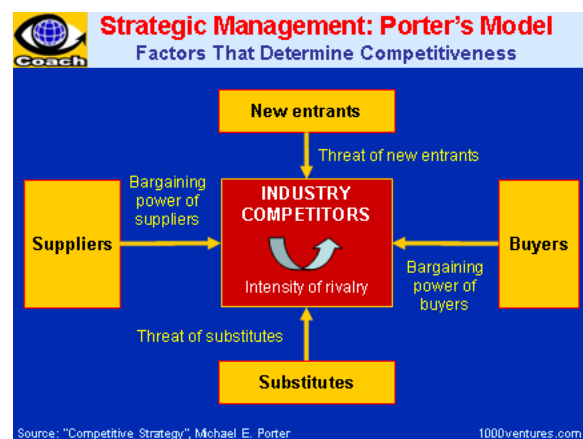 Strategic Management: Porter's Model
Factors That Determine Competitiveness
Coach
New entrants
Threat of new entrants
Bargaining
power of
suppliers
INDUSTRY
COMPETITORS
Intensity of rivalry
Suppliers
Buyers
Bargaining
power of
buyers
Threat of substitutes
Substitutes
Source: "Competitive Strategy", Michael E. Porter
1000ventures.com